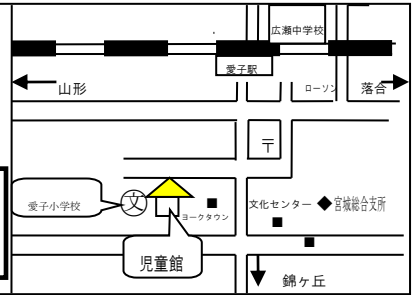 広瀬中学校
愛子駅
山形
ローソン
落合
〒
愛子小学校
文
ヨークタウン
文化センター
宮城総合支所
児童館
錦ヶ丘